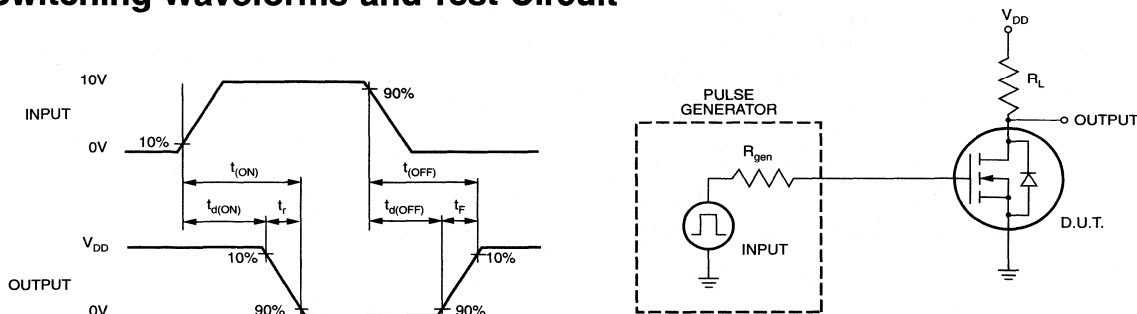 Switching Waveforms and Test Circuit
10V
INPUT
0V
10%
90%
t(ON)
t(OFF)
td(ON)
tr
td(OFF)
tF
VDD
OUTPUT
0V
10%
90%
10%
90%
PULSE
GENERATOR
Rgen
INPUT
VDD
RL
OUTPUT
D.U.T.